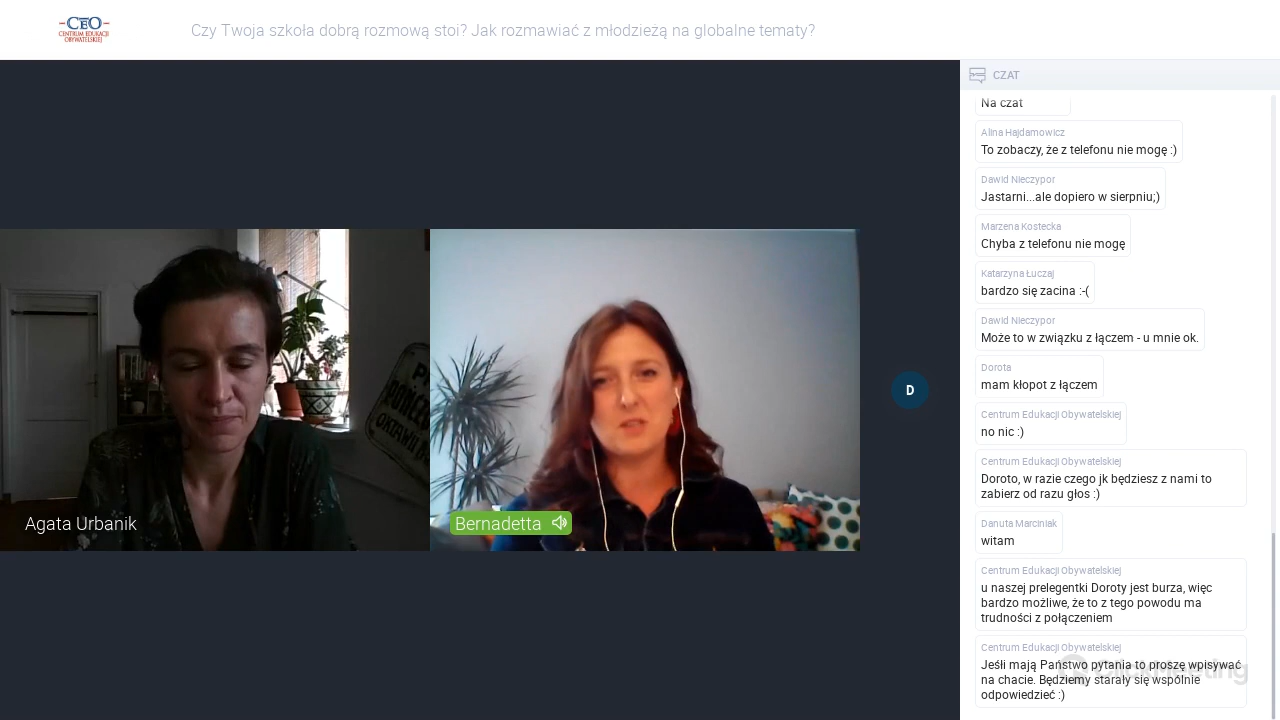 CEO
CENTRUM EDUKACJI
OBYWATELSKIEJ
Czy Twoja szkoła dobrą rozmową stoi? Jak rozmawiać z młodzieżą na globalne tematy?
CZAT
Na czat
Alina Hajdamowicz
To zobaczy, że z telefonu nie mogę :)
Dawid Nieczypor
Jastarni...ale dopiero w sierpniu;)
Marzena Kostecka
Chyba z telefonu nie mogę
Katarzyna Łuczaj
bardzo się zacina :-(
Dawid Nieczypor
Może to w związku z łączem - u mnie ok.
Dorota
mam kłopot z łączem
Centrum Edukacji Obywatelskiej
no nic :)
Centrum Edukacji Obywatelskiej
Doroto, w razie czego jk będziesz z nami to
zabierz od razu głos :)
Danuta Marciniak
witam
Centrum Edukacji Obywatelskiej
u naszej prelegentki Doroty jest burza, więc
bardzo możliwe, że to z tego powodu ma
trudności z połączeniem
Centrum Edukacji Obywatelskiej
Jeśli mają Państwo pytania to proszę wpisywać
na chacie. Będziemy starały się wspólnie
odpowiedzieć :)
ClickMeeting
Agata Urbanik
Bernadetta
D